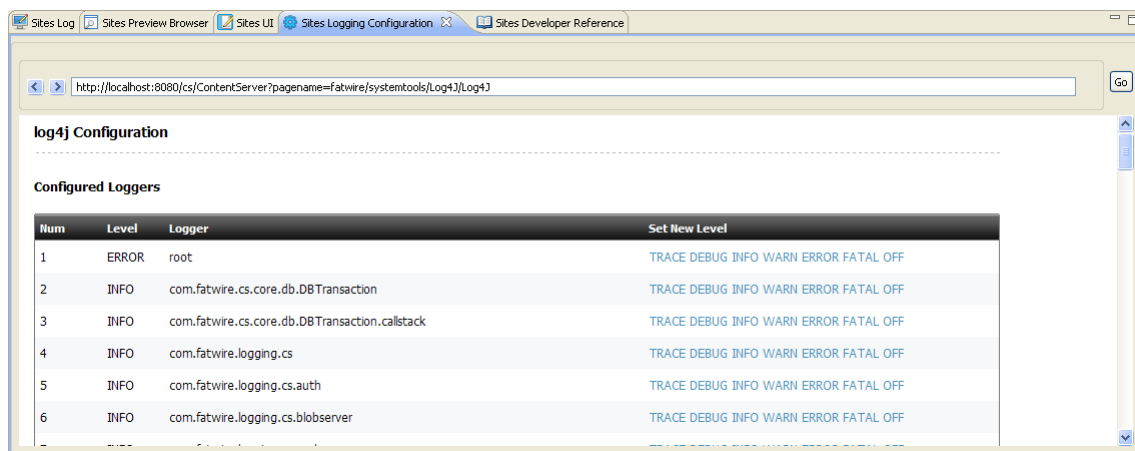 Sites Log Sites Preview Browser Sites UI Sites Logging Configuration Sites Developer Reference
http://localhost:8080/cs/ContentServer?pagename=fatwire/systemtools/Log4J/Log4J Go
log4j Configuration
Configured Loggers
Num Level Logger Set New Level
1 ERROR root TRACE DEBUG INFO WARN ERROR FATAL OFF
2 INFO com.fatwire.cs.core.db.DBTransaction TRACE DEBUG INFO WARN ERROR FATAL OFF
3 INFO com.fatwire.cs.core.db.DBTransaction.callstack TRACE DEBUG INFO WARN ERROR FATAL OFF
4 INFO com.fatwire.logging.cs TRACE DEBUG INFO WARN ERROR FATAL OFF
5 INFO com.fatwire.logging.cs.auth TRACE DEBUG INFO WARN ERROR FATAL OFF
6 INFO com.fatwire.logging.cs.blobserver TRACE DEBUG INFO WARN ERROR FATAL OFF